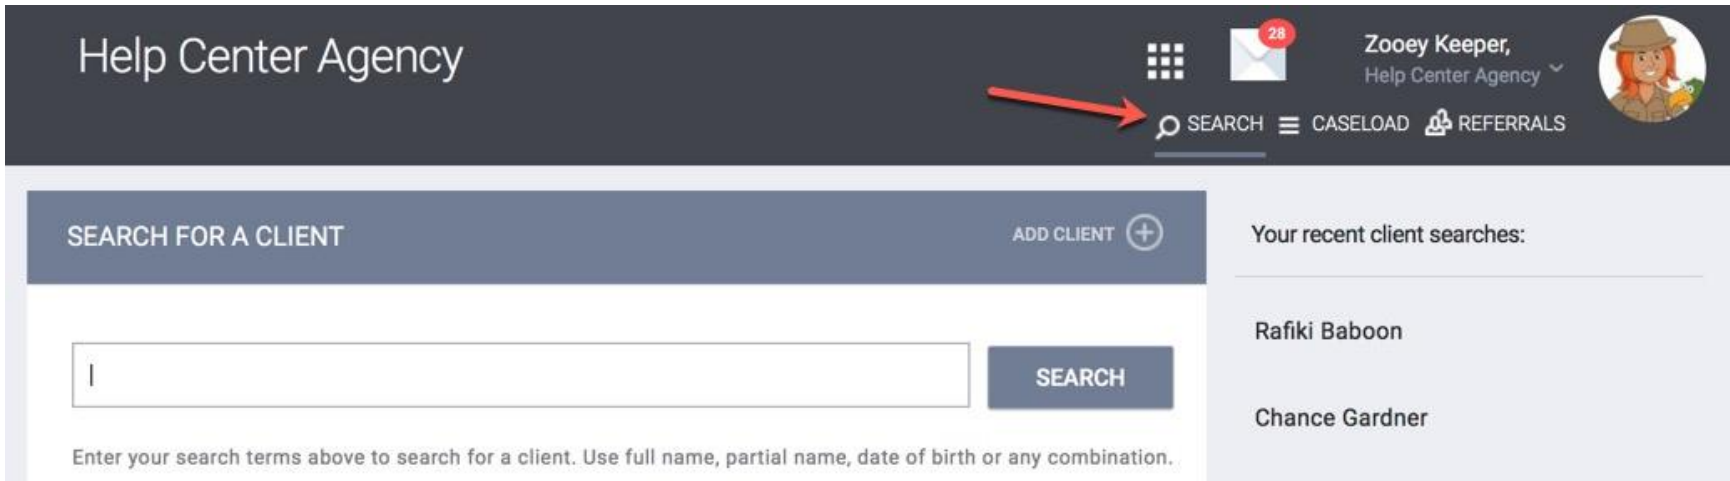 Help Center Agency
28
Zooey Keeper,
Help Center Agency
SEARCH CASELOAD REFERRALS
SEARCH FOR A CLIENT
ADD CLIENT
SEARCH
Enter your search terms above to search for a client. Use full name, partial name, date of birth or any combination.
Your recent client searches:
Rafiki Baboon
Chance Gardner